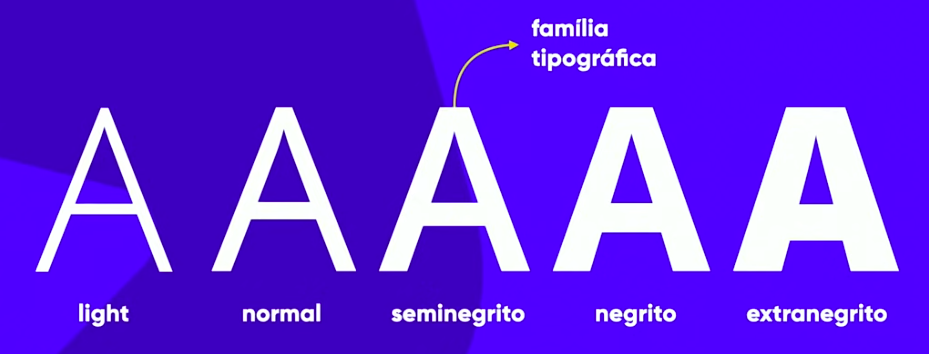 família
tipográfica
A A A A A
light normal seminegrito negrito extranegrito